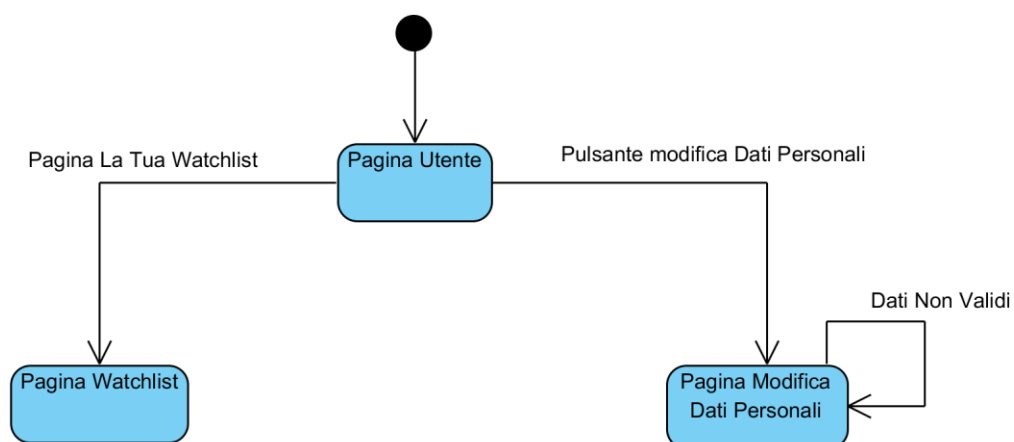 Pagina La Tua Watchlist
Pagina Utente
Pulsante modifica Dati Personali
Dati Non Validi
Pagina Watchlist
Pagina Modifica
Dati Personali